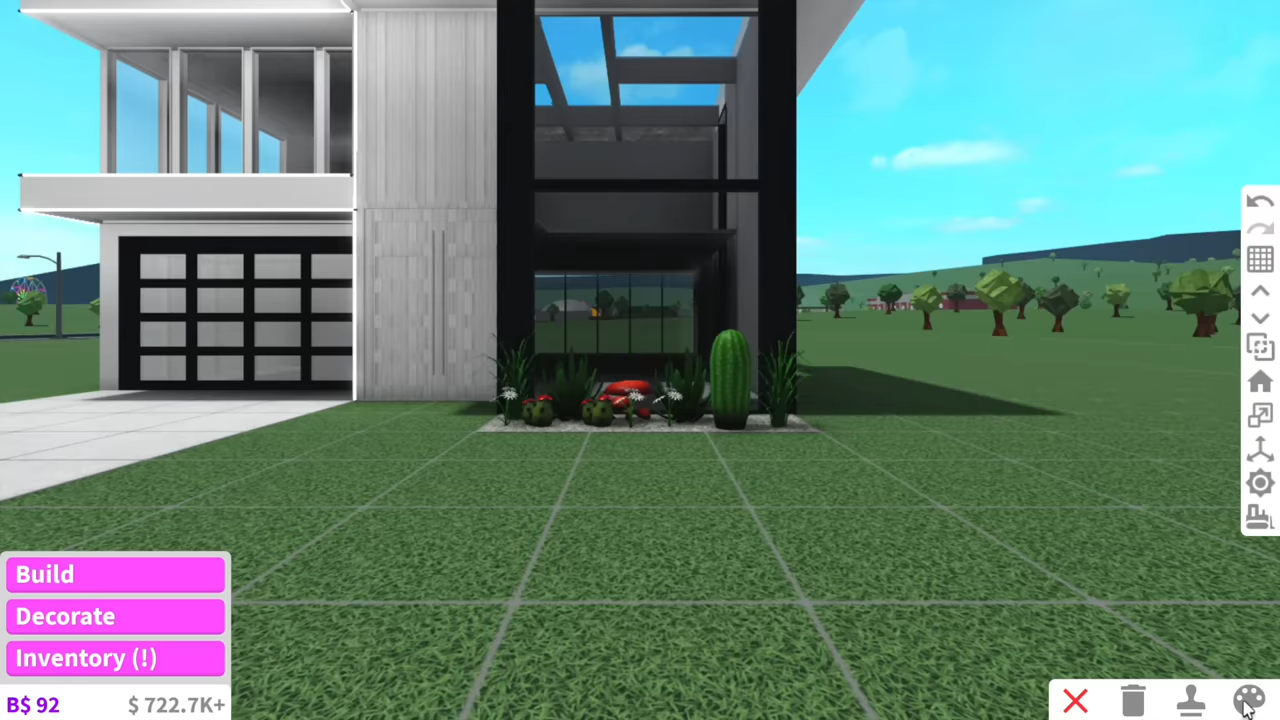 Build
Decorate
Inventory (!)
B$ 92 $ 722.7K+